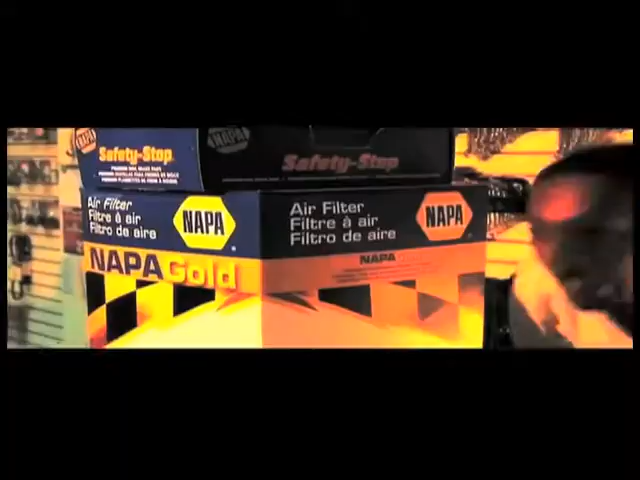 NAPA
Safety-Stop
NAPA
Safety-Stop
Air Filter
Filtre à air
Filtro de aire
NAPA
NAPA Gold
Air Filter
Filtre à air
Filtro de aire
NAPA
NAPA